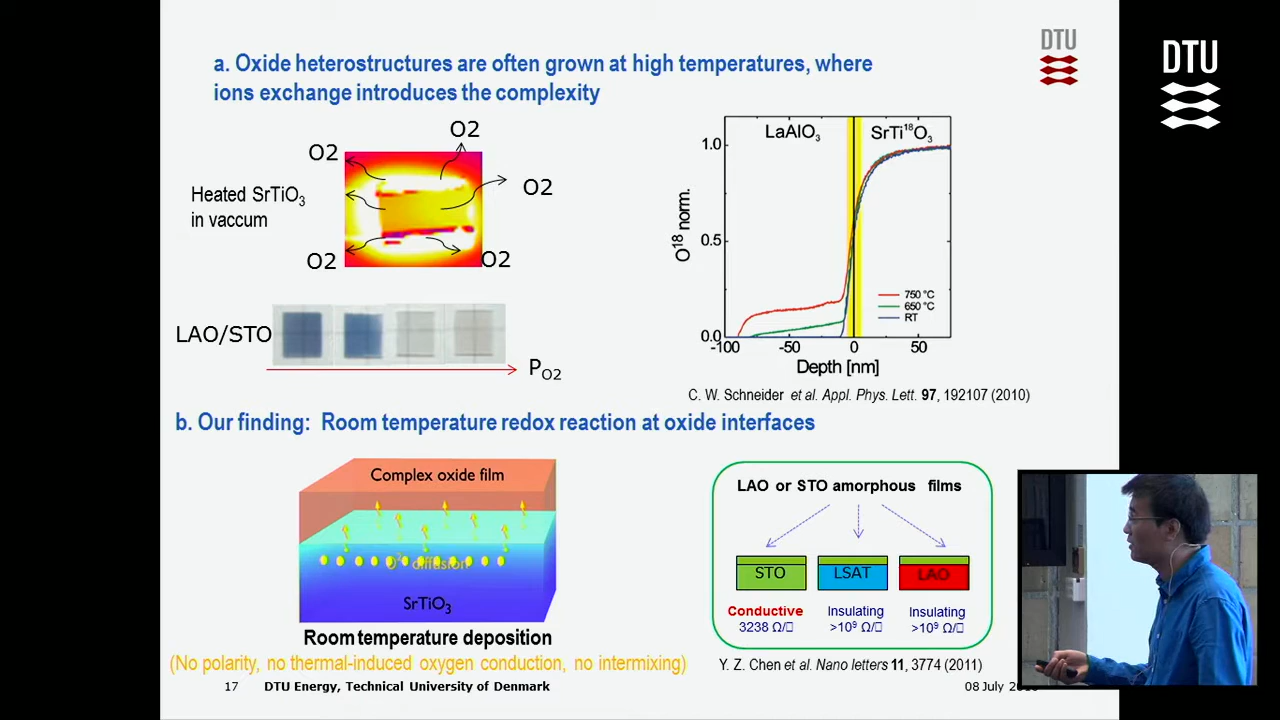 DTU
DTU
a. Oxide heterostructures are often grown at high temperatures, where
ions exchange introduces the complexity
O2
O2
O2
Heated SrTiO3
in vaccum
O2
O2
LAO/STO
PO2
LaAlO3
SrTi18O3
O18 norm.
1.0
0.5
0.0
750 °C
650 °C
RT
-100
-50
0
50
Depth [nm]
C. W. Schneider et al. Appl. Phys. Lett. 97, 192107 (2010)
b. Our finding: Room temperature redox reaction at oxide interfaces
Complex oxide film
O2- diffusion
SrTiO3
Room temperature deposition
(No polarity, no thermal-induced oxygen conduction, no intermixing)
LAO or STO amorphous films
STO
LSAT
LAO
Conductive
Insulating
Insulating
3238 Ω/□
>10⁹ Ω/□
>10⁹ Ω/□
Y. Z. Chen et al. Nano letters 11, 3774 (2011)
17 DTU Energy, Technical University of Denmark
08 July